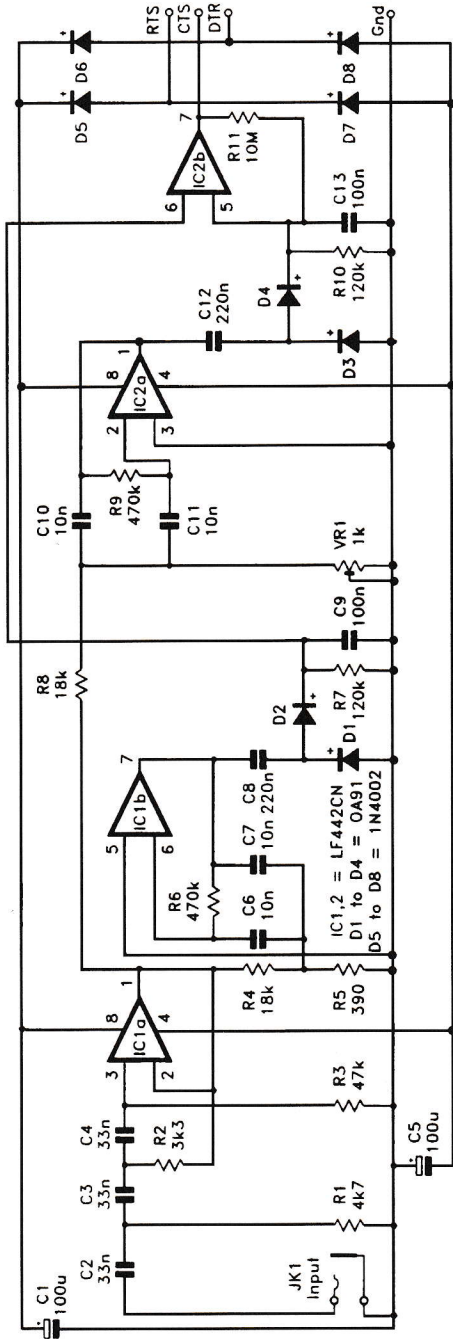 C1
100u
C2
33n
C3
33n
C4
33n
R2
3k3
JK1
Input
R1
4k7
R3
47k
C5
100u
3
2
8
4
1
IC1a
R4
18k
R5
390
R6
470k
C6
10n
C7
10n
C8
220n
5
6
7
IC1b
D2
D1
R7
120k
C9
100n
IC1,2 = LF442CN
D1 to D4 = OA91
D5 to D8 = 1N4002
R8
18k
VR1
1k
C10
10n
R9
470k
C11
10n
2
3
8
4
1
IC2a
C12
220n
D4
D3
R10
120k
C13
100n
6
5
7
IC2b
R11
10M
D5
D6
D7
D8
RTS
CTS
DTR
Gnd